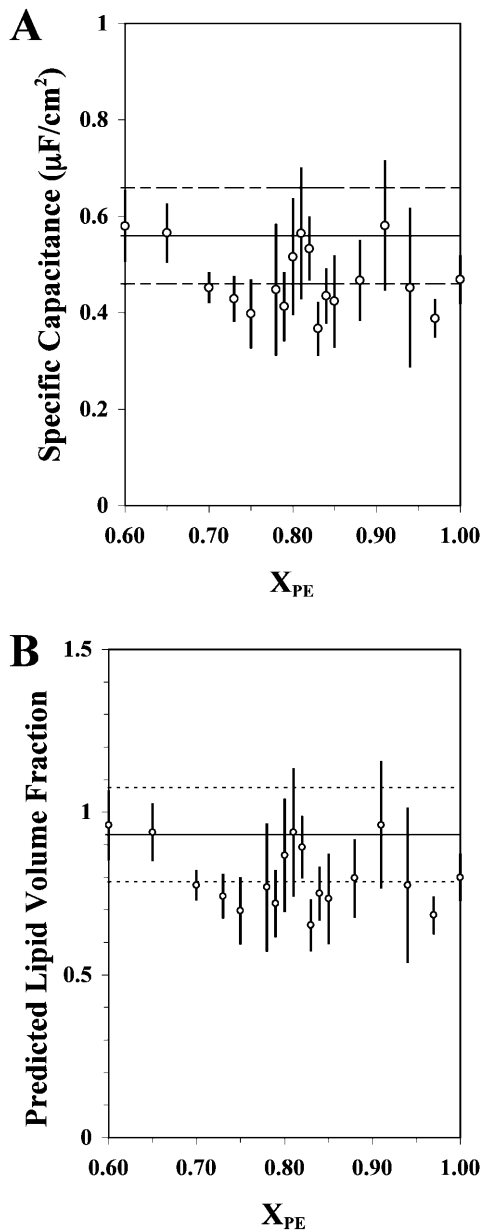 A
Specific Capacitance (μF/cm²)
1
0.8
0.6
0.4
0.2
0
0.60 0.70 0.80 0.90 1.00
X_PE
B
Predicted Lipid Volume Fraction
1.5
1
0.5
0
0.60 0.70 0.80 0.90 1.00
X_PE